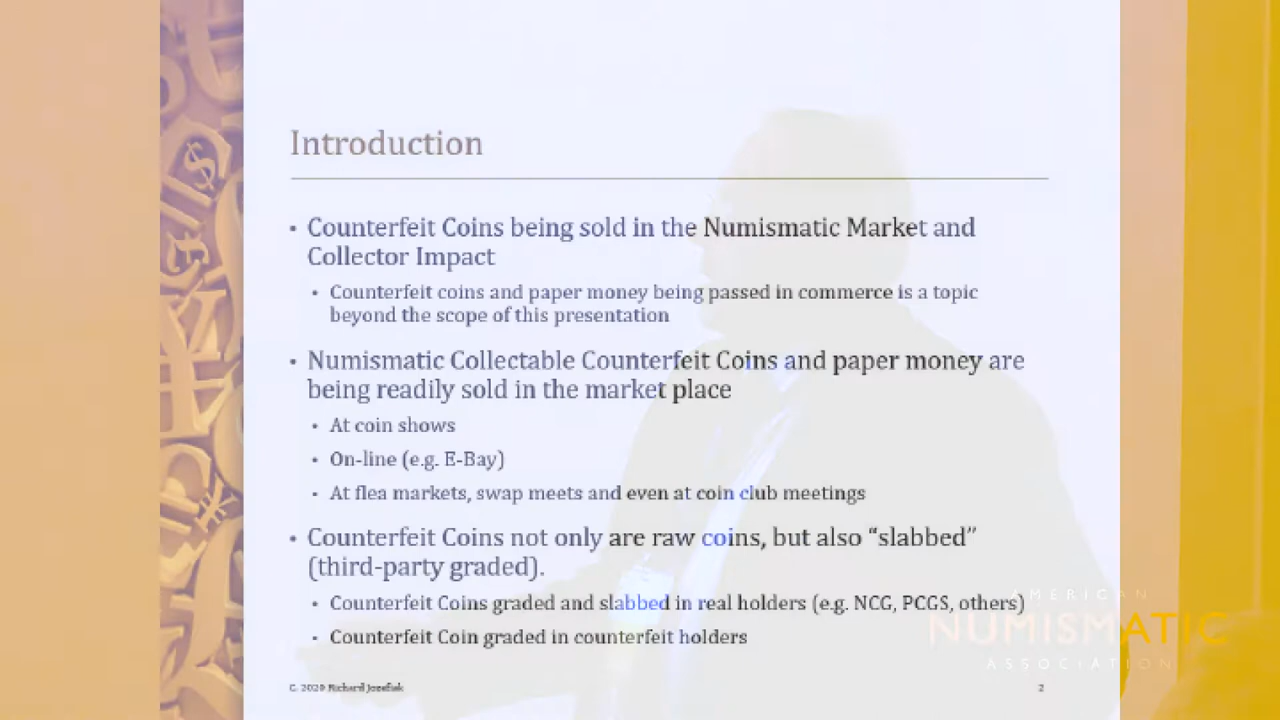 Introduction
• Counterfeit Coins being sold in the Numismatic Market and
Collector Impact
• Counterfeit coins and paper money being passed in commerce is a topic
beyond the scope of this presentation
• Numismatic Collectable Counterfeit Coins and paper money are
being readily sold in the market place
• At coin shows
• On-line (e.g. E-Bay)
• At flea markets, swap meets and even at coin club meetings
• Counterfeit Coins not only are raw coins, but also “slabbed”
(third-party graded).
• Counterfeit Coins graded and slabbed in real holders (e.g. NCG, PCGS, others)
• Counterfeit Coin graded in counterfeit holders
AMERICAN
NUMISMATIC
ASSOCIATION
C. 2020 Richard Jozefiak
2